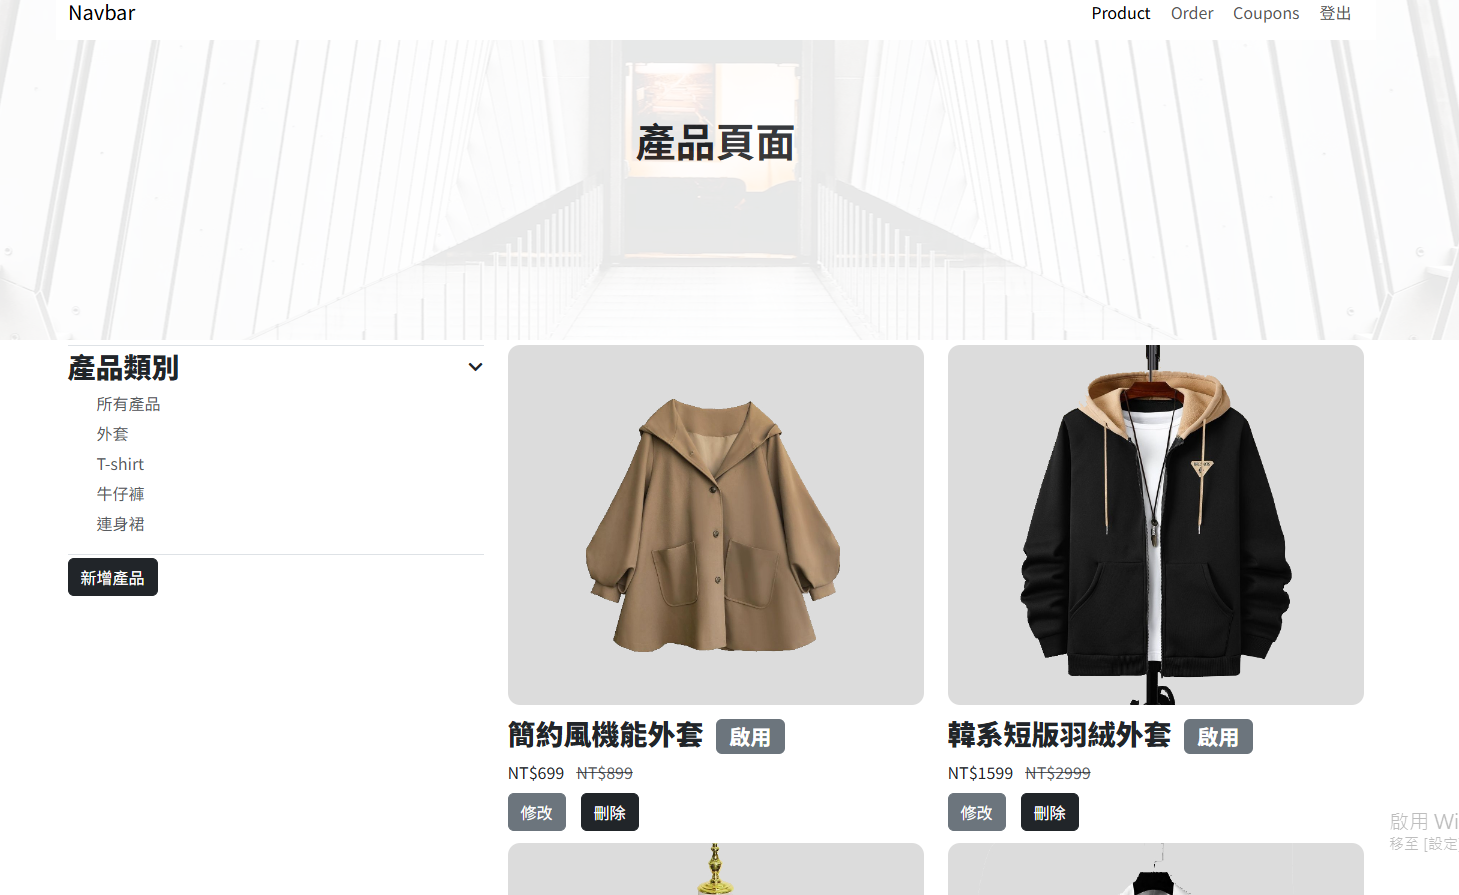 Navbar
Product Order Coupons 登出
產品頁面
產品類別
所有產品
外套
T-shirt
牛仔褲
連身裙
新增產品
簡約風機能外套 啟用
NT$699 NT$899
修改 刪除
韓系短版羽絨外套 啟用
NT$1599 NT$2999
修改 刪除
啟用 Wi
移至 [設定